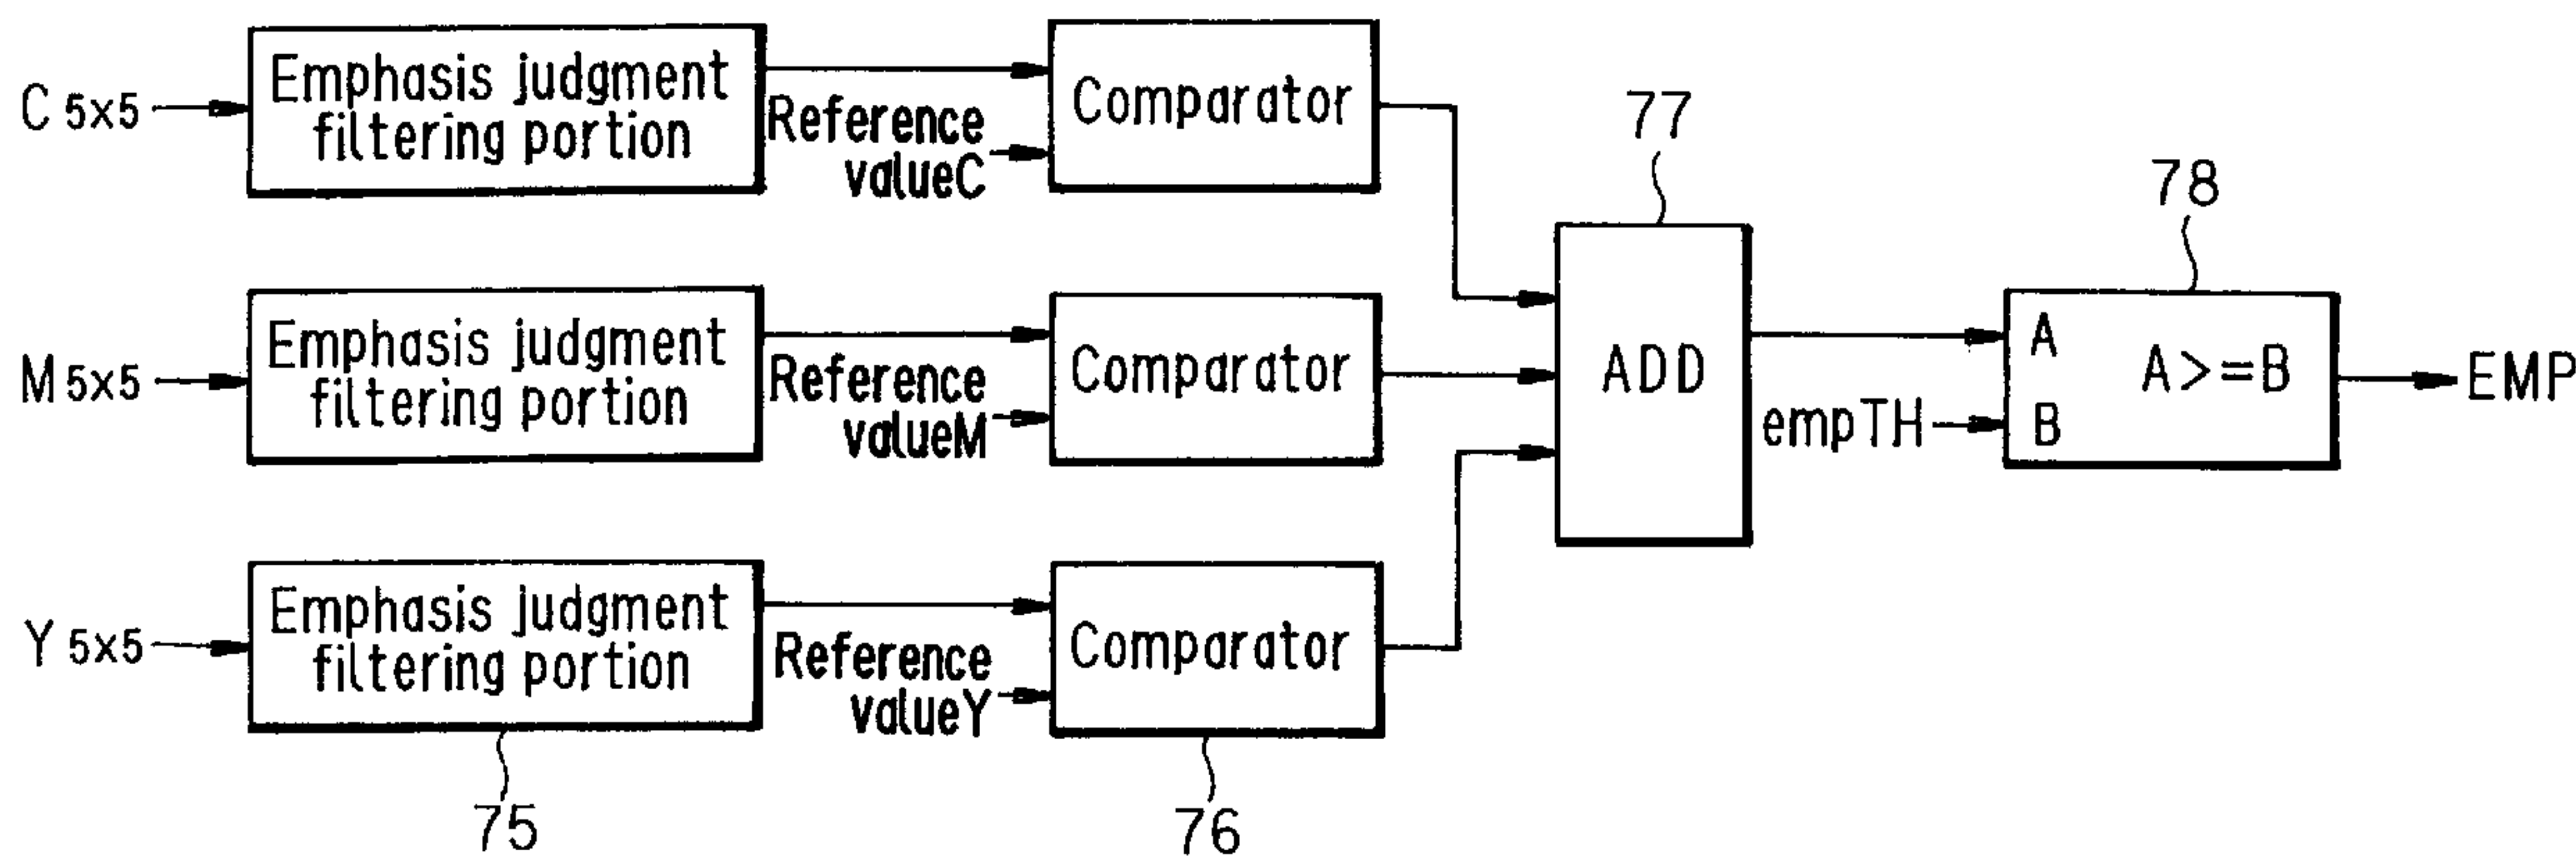 C 5x5
Emphasis judgment
filtering portion
Reference
valueC
Comparator
77
78
M 5x5
Emphasis judgment
filtering portion
Reference
valueM
Comparator
ADD
empTH
A
A>=B
B
EMP
Y 5x5
Emphasis judgment
filtering portion
Reference
valueY
Comparator
75
76